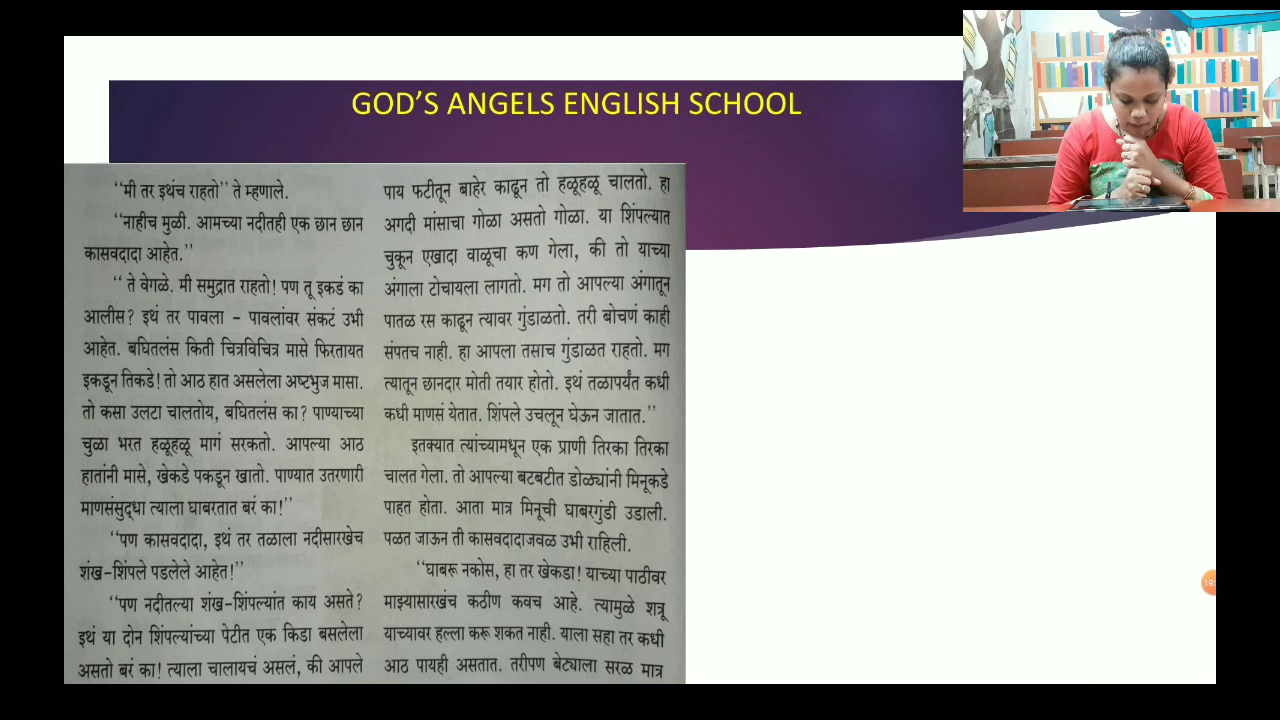 GOD'S ANGELS ENGLISH SCHOOL
“मी तर इथंच राहतो” ते म्हणाले.
“नाहीच मुळी. आमच्या नदीतही एक छान छान
कासवदादा आहेत.”
“ ते वेगळे. मी समुद्रात राहतो! पण तू इकडं का
आलीस? इथं तर पावला – पावलांवर संकटं उभी
आहेत. बघितलंस किती चित्रविचित्र मासे फिरतायत
इकडून तिकडे! तो आठ हात असलेला अष्टभुज मासा.
तो कसा उलटा चालतोय, बघितलंस का? पाण्याच्या
चुळा भरत हळूहळू मागं सरकतो. आपल्या आठ
हातांनी मासे, खेकडे पकडून खातो. पाण्यात उतरणारी
माणसंसुद्धा त्याला घाबरतात बरं का!”
“पण कासवदादा, इथं तर तळाला नदीसारखेच
शंख-शिंपले पडलेले आहेत!”
“पण नदीतल्या शंख-शिंपल्यांत काय असते?
इथं या दोन शिंपल्यांच्या पेटीत एक किडा बसलेला
असतो बरं का! त्याला चालायचं असलं, की आपले
पाय फटीतून बाहेर काढून तो हळूहळू चालतो. हा
अगदी मांसाचा गोळा असतो गोळा. या शिंपल्यात
चुकून एखादा वाळूचा कण गेला, की तो याच्या
अंगाला टोचायला लागतो. मग तो आपल्या अंगातून
पातळ रस काढून त्यावर गुंडाळतो. तरी बोचणं काही
संपतच नाही. हा आपला तसाच गुंडाळत राहतो. मग
त्यातून छानदार मोती तयार होतो. इथं तळापर्यंत कधी
कधी माणसं येतात. शिंपले उचलून घेऊन जातात.”
इतक्यात त्यांच्यामधून एक प्राणी तिरका तिरका
चालत गेला. तो आपल्या बटबटीत डोळ्यांनी मिनूकडे
पाहत होता. आता मात्र मिनूची घाबरगुंडी उडाली.
पळत जाऊन ती कासवदादाजवळ उभी राहिली.
“घाबरू नकोस, हा तर खेकडा! याच्या पाठीवर
माझ्यासारखंच कठीण कवच आहे. त्यामुळे शत्रू
याच्यावर हल्ला करू शकत नाही. याला सहा तर कधी
आठ पायही असतात. तरीपण बेट्याला सरळ मात्र